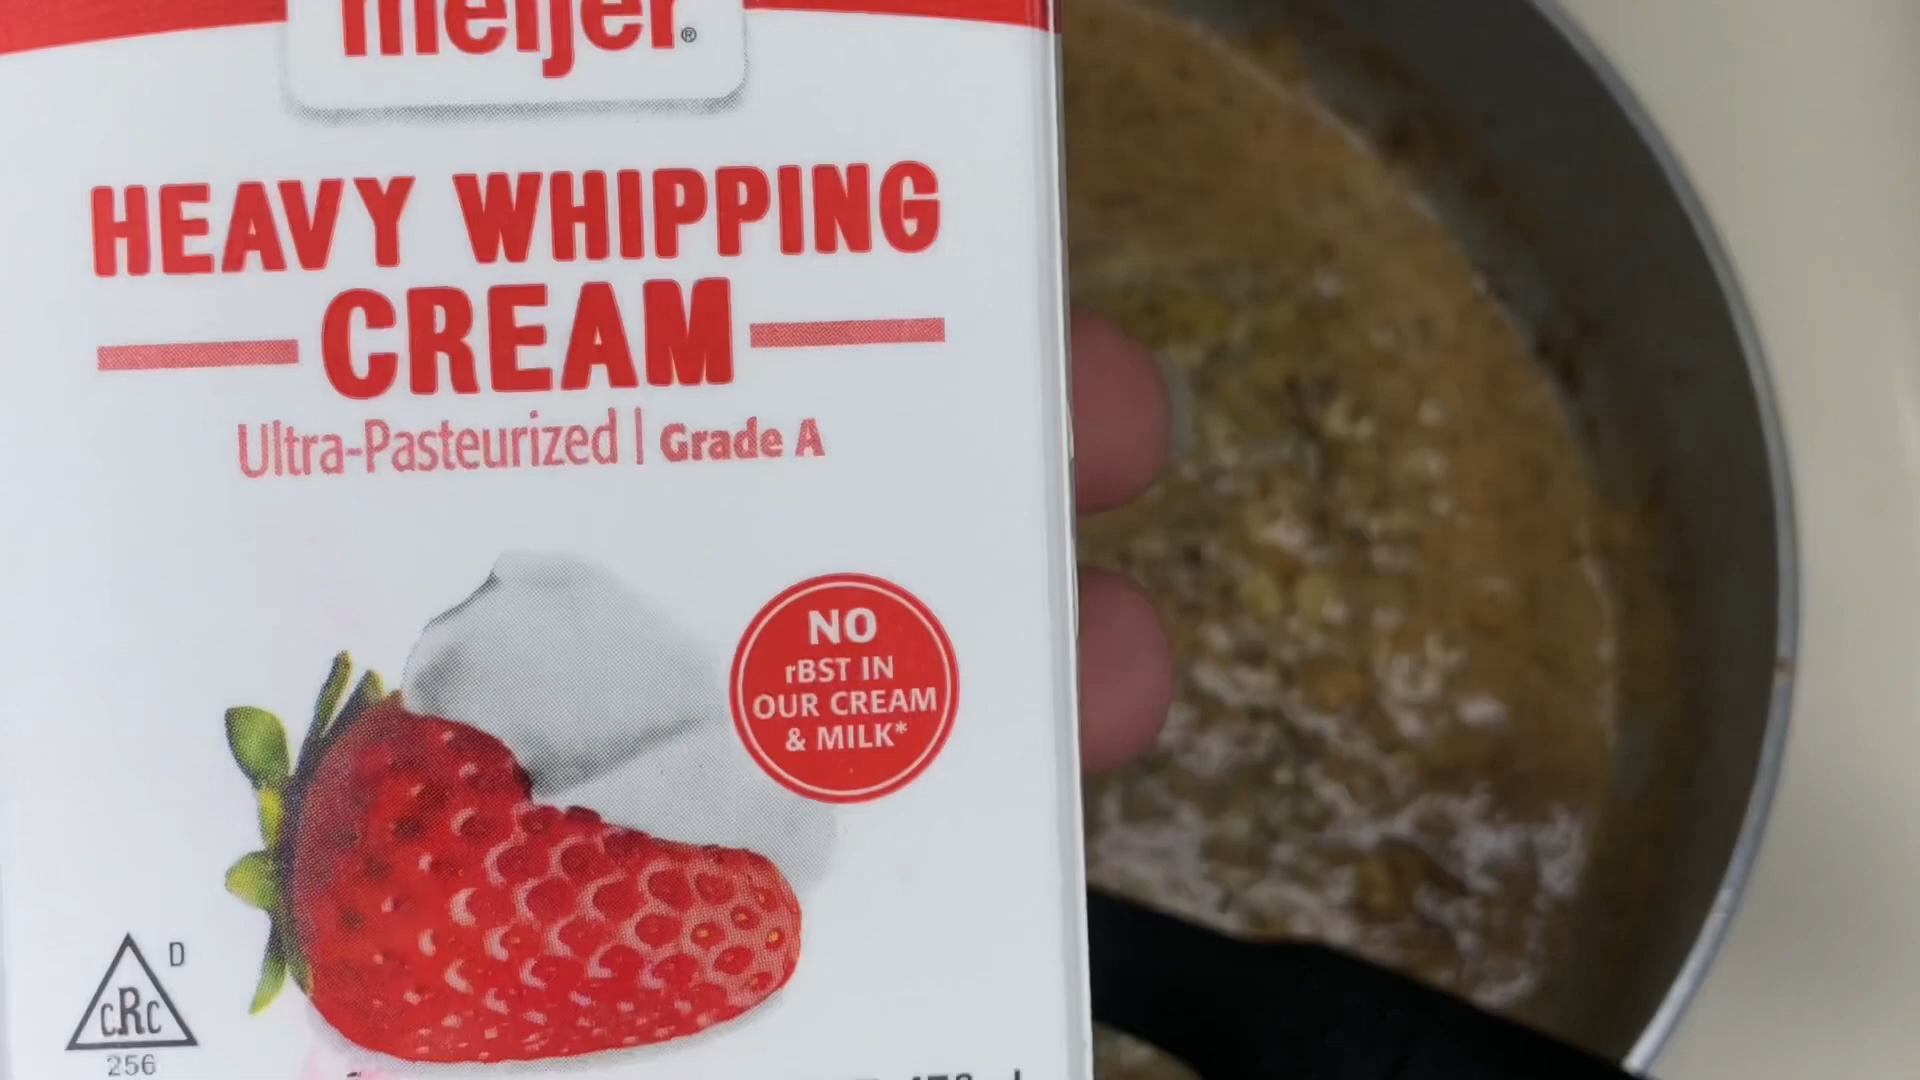 meijer®
HEAVY WHIPPING
CREAM
Ultra-Pasteurized | Grade A
NO
rBST IN
OUR CREAM
& MILK*
D
cRc
256